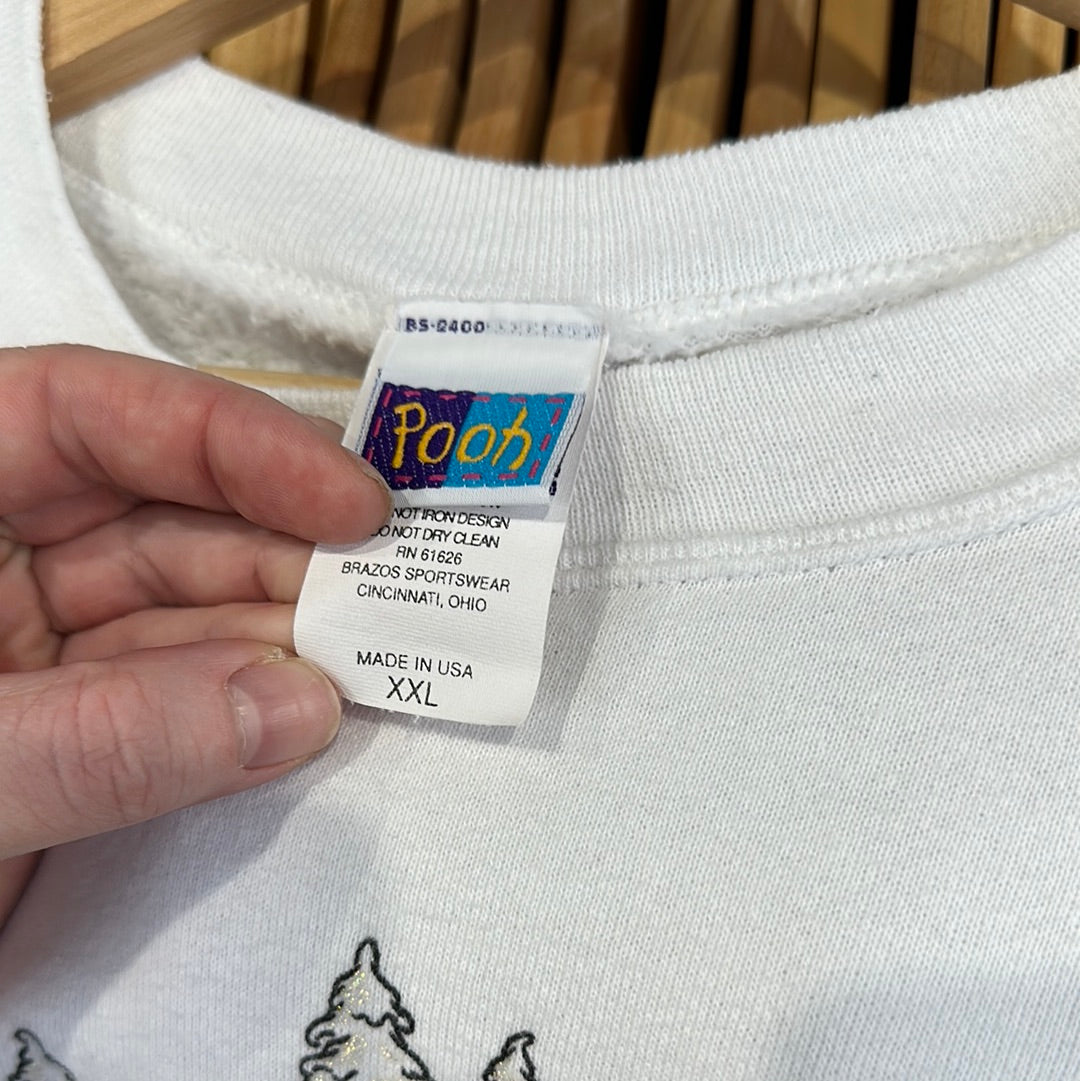 BS-2400
Pooh
NOT IRON DESIGN
DO NOT DRY CLEAN
RN 61626
BRAZOS SPORTSWEAR
CINCINNATI, OHIO
MADE IN USA
XXL